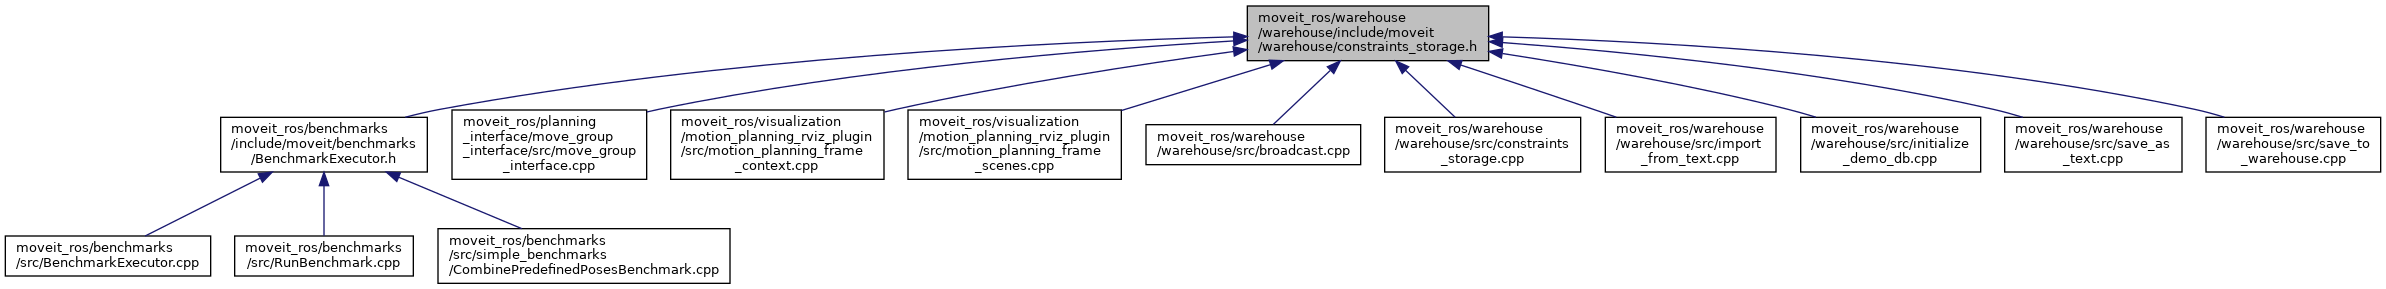 moveit_ros/warehouse
/warehouse/include/moveit
/warehouse/constraints_storage.h
moveit_ros/benchmarks
/include/moveit/benchmarks
/BenchmarkExecutor.h
moveit_ros/planning
_interface/move_group
_interface/src/move_group
_interface.cpp
moveit_ros/visualization
/motion_planning_rviz_plugin
/src/motion_planning_frame
_context.cpp
moveit_ros/visualization
/motion_planning_rviz_plugin
/src/motion_planning_frame
_scenes.cpp
moveit_ros/warehouse
/warehouse/src/broadcast.cpp
moveit_ros/warehouse
/warehouse/src/constraints
_storage.cpp
moveit_ros/warehouse
/warehouse/src/import
_from_text.cpp
moveit_ros/warehouse
/warehouse/src/initialize
_demo_db.cpp
moveit_ros/warehouse
/warehouse/src/save_as
_text.cpp
moveit_ros/warehouse
/warehouse/src/save_to
_warehouse.cpp
moveit_ros/benchmarks
/src/BenchmarkExecutor.cpp
moveit_ros/benchmarks
/src/RunBenchmark.cpp
moveit_ros/benchmarks
/src/simple_benchmarks
/CombinePredefinedPosesBenchmark.cpp